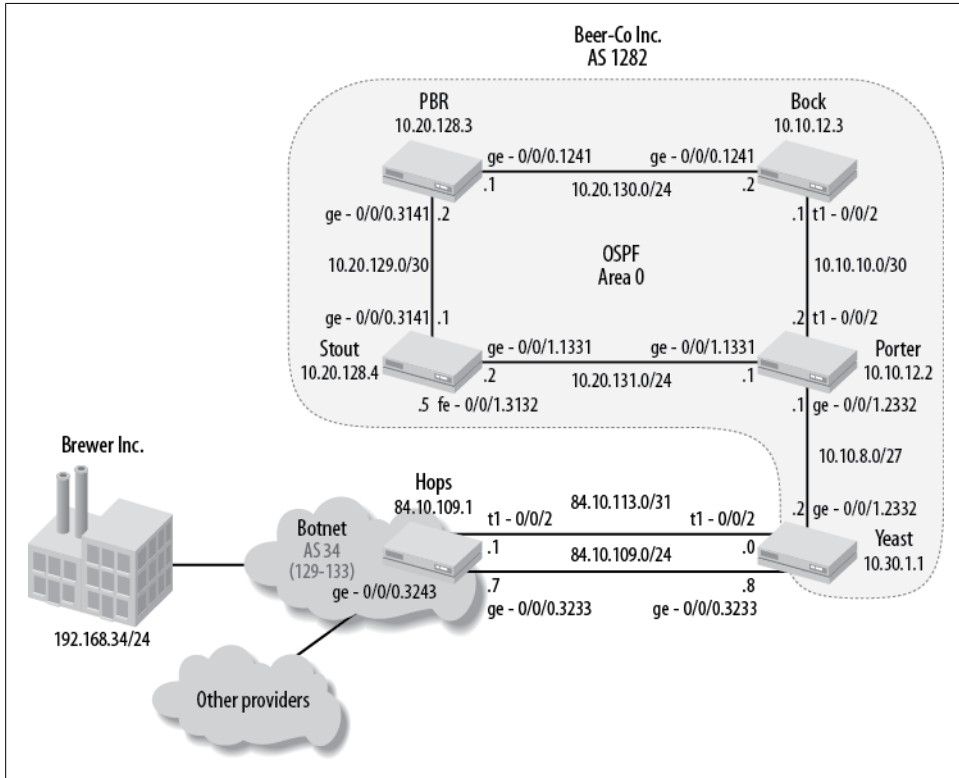 Beer-Co Inc.
AS 1282
PBR
10.20.128.3
Bock
10.10.12.3
ge - 0/0/0.1241
ge - 0/0/0.1241
.1
10.20.130.0/24
.2
ge - 0/0/0.3141
.2
.1
t1 - 0/0/2
10.20.129.0/30
OSPF
Area 0
10.10.10.0/30
ge - 0/0/0.3141
.1
.2
t1 - 0/0/2
Stout
10.20.128.4
ge - 0/0/1.1331
ge - 0/0/1.1331
.2
10.20.131.0/24
.1
Porter
10.10.12.2
.5
fe - 0/0/1.3132
.1
ge - 0/0/1.2332
10.10.8.0/27
Brewer Inc.
Hops
84.10.109.1
84.10.113.0/31
.2
ge - 0/0/1.2332
Botnet
AS 34
(129-133)
t1 - 0/0/2
t1 - 0/0/2
.1
84.10.109.0/24
.0
Yeast
10.30.1.1
ge - 0/0/0.3243
.7
.8
ge - 0/0/0.3233
ge - 0/0/0.3233
192.168.34/24
Other providers